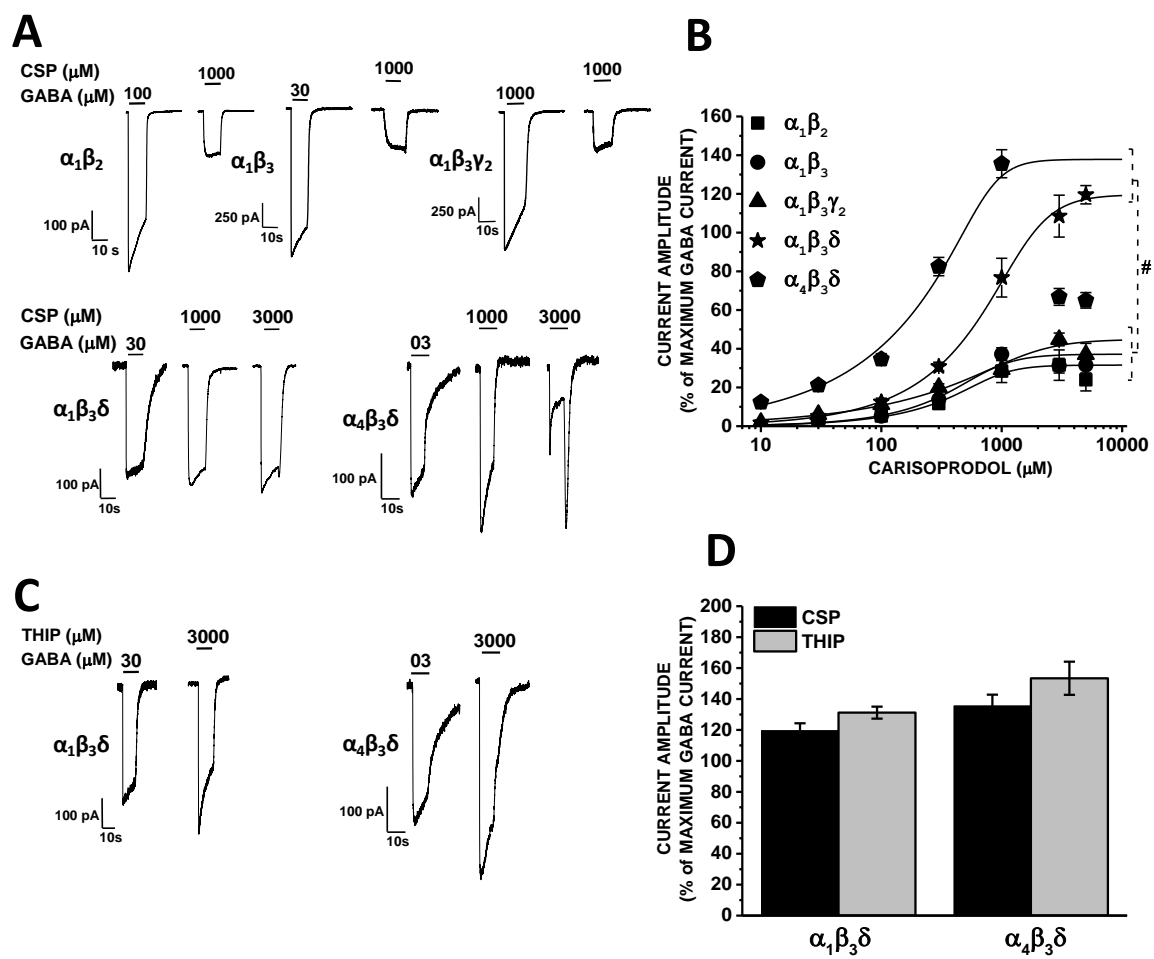 A
CSP (μM) 1000 1000 1000
GABA (μM) 100 30 1000
α1β2 α1β3 α1β3γ2
100 pA 10 s 250 pA 10s 250 pA 10s
CSP (μM) 1000 3000 1000 3000
GABA (μM) 30 03
α1β3δ α4β3δ
100 pA 10s 100 pA 10s
B
CURRENT AMPLITUDE
(% of MAXIMUM GABA CURRENT)
160
140
120
100
80
60
40
20
0
α1β2
α1β3
α1β3γ2
α1β3δ
α4β3δ
#
10 100 1000 10000
CARISOPRODOL (μM)
C
THIP (μM) 3000 3000
GABA (μM) 30 03
α1β3δ α4β3δ
100 pA 10s 100 pA 10s
D
CURRENT AMPLITUDE
(% of MAXIMUM GABA CURRENT)
200
180
160
140
120
100
80
60
40
20
0
CSP
THIP
α1β3δ α4β3δ